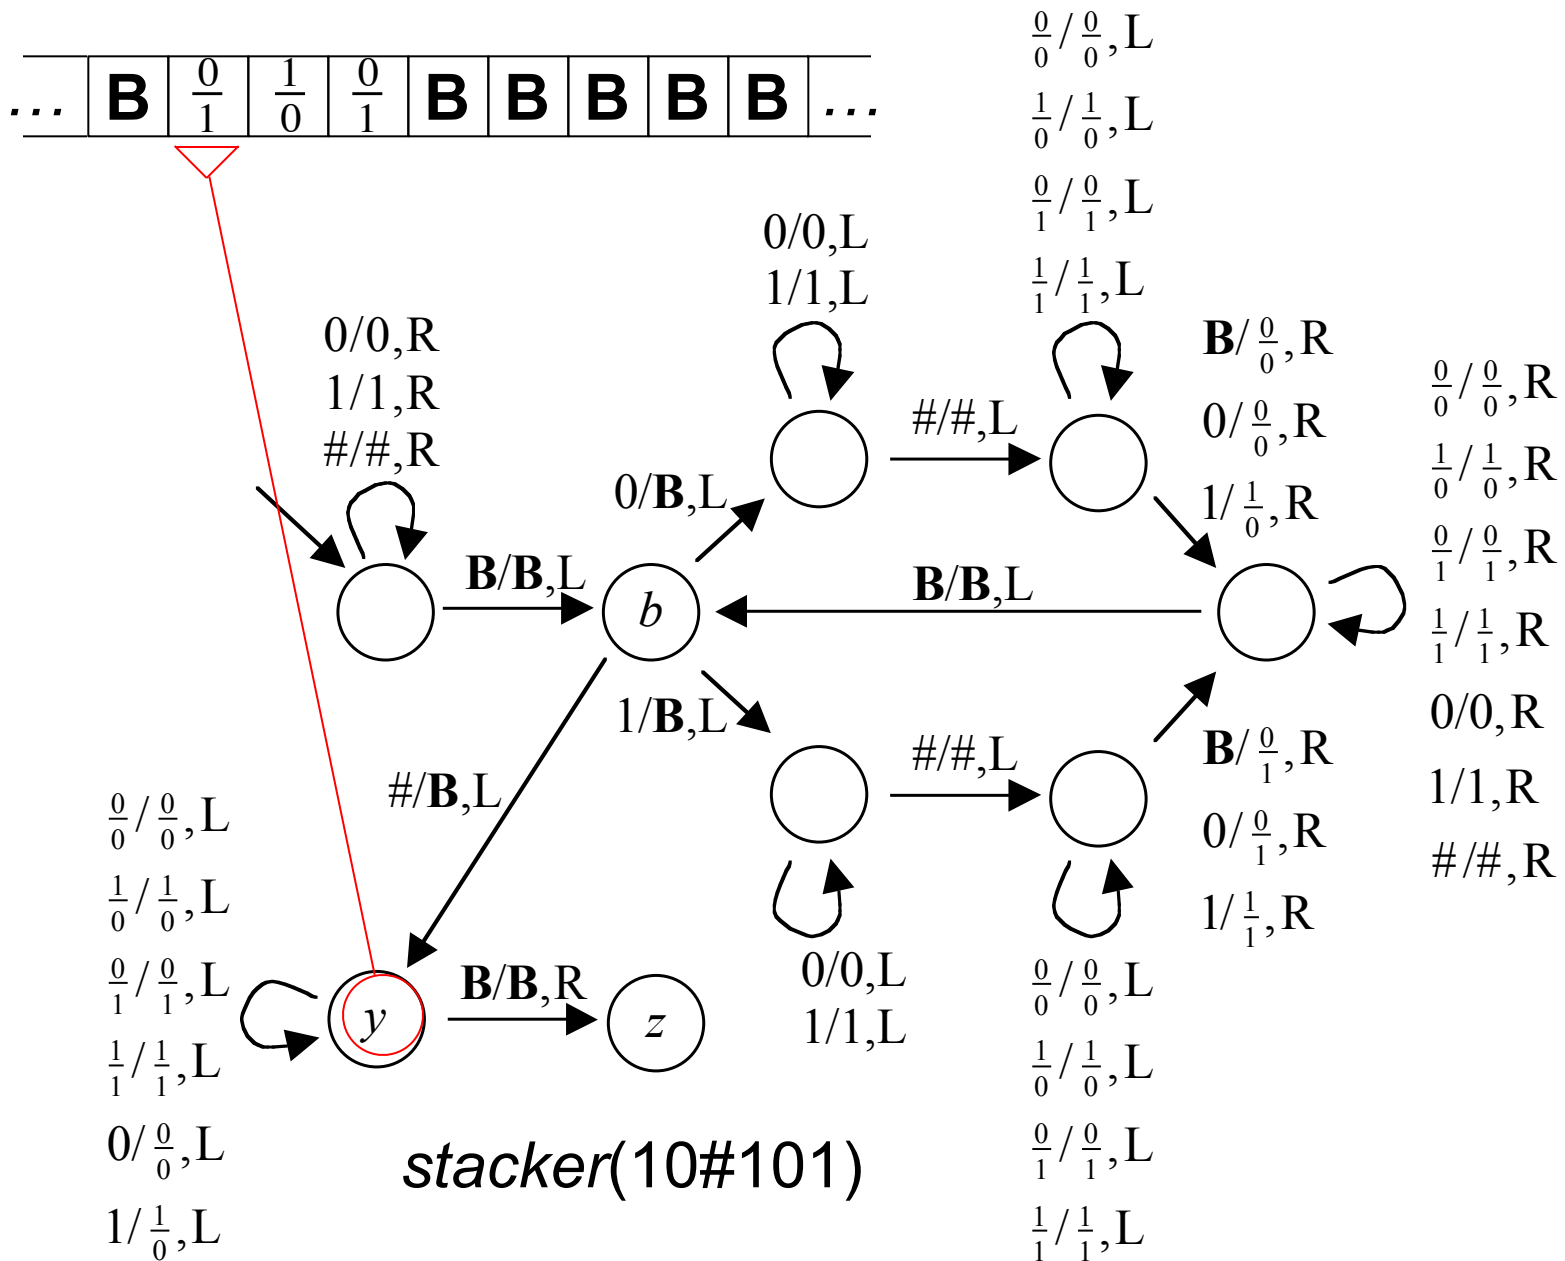 ... B 0/1 1/0 0/1 B B B B B ...
0/0,R
1/1,R
#/#,R
B/B,L
b
0/B,L
0/0,L
1/1,L
#/#,L
0/0 / 0/0,L
1/0 / 1/0,L
0/1 / 0/1,L
1/1 / 1/1,L
B/ 0/0,R
0/ 0/0,R
1/ 1/0,R
0/0 / 0/0,R
1/0 / 1/0,R
0/1 / 0/1,R
1/1 / 1/1,R
0/0,R
1/1,R
#/#,R
B/B,L
1/B,L
0/0,L
1/1,L
#/#,L
0/0 / 0/0,L
1/0 / 1/0,L
0/1 / 0/1,L
1/1 / 1/1,L
B/ 0/1,R
0/ 0/1,R
1/ 1/1,R
#/B,L
0/0 / 0/0,L
1/0 / 1/0,L
0/1 / 0/1,L
1/1 / 1/1,L
0/ 0/0,L
1/ 1/0,L
y
B/B,R
z
stacker(10#101)